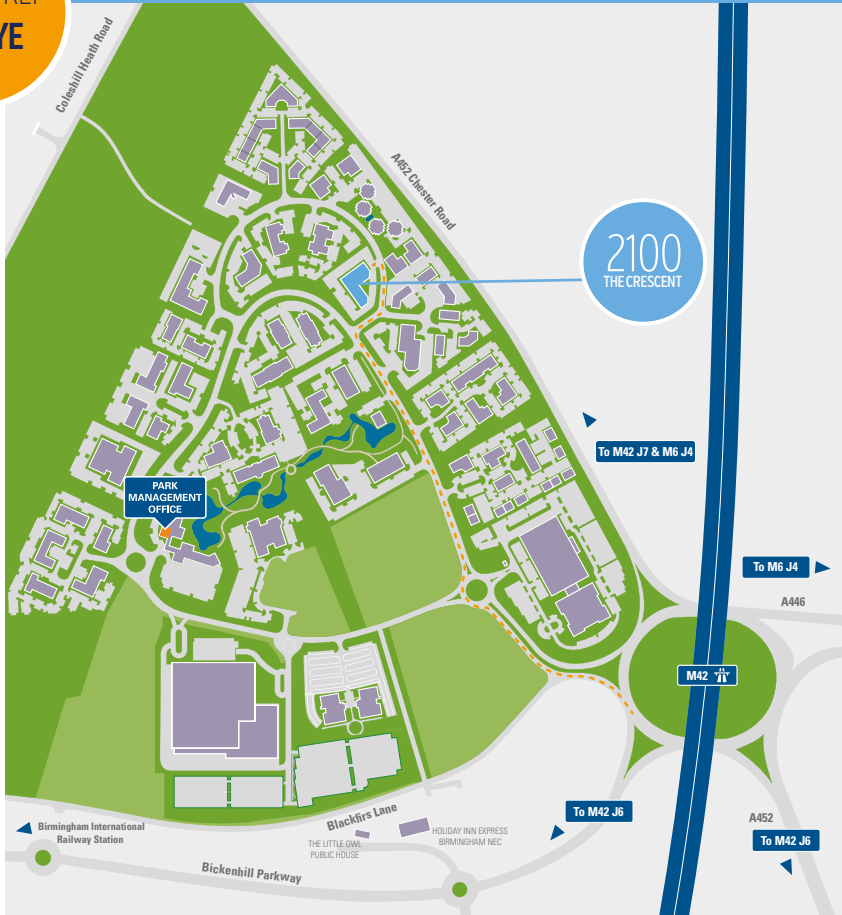 Coleshill Heath Road
A452 Chester Road
2100
THE CRESCENT
To M42 J7 & M6 J4
PARK
MANAGEMENT
OFFICE
To M6 J4
A446
M42
Blackfirs Lane
HOLIDAY INN EXPRESS
BIRMINGHAM NEC
THE LITTLE OWL
PUBLIC HOUSE
To M42 J6
A452
To M42 J6
Birmingham International
Railway Station
Bickenhill Parkway